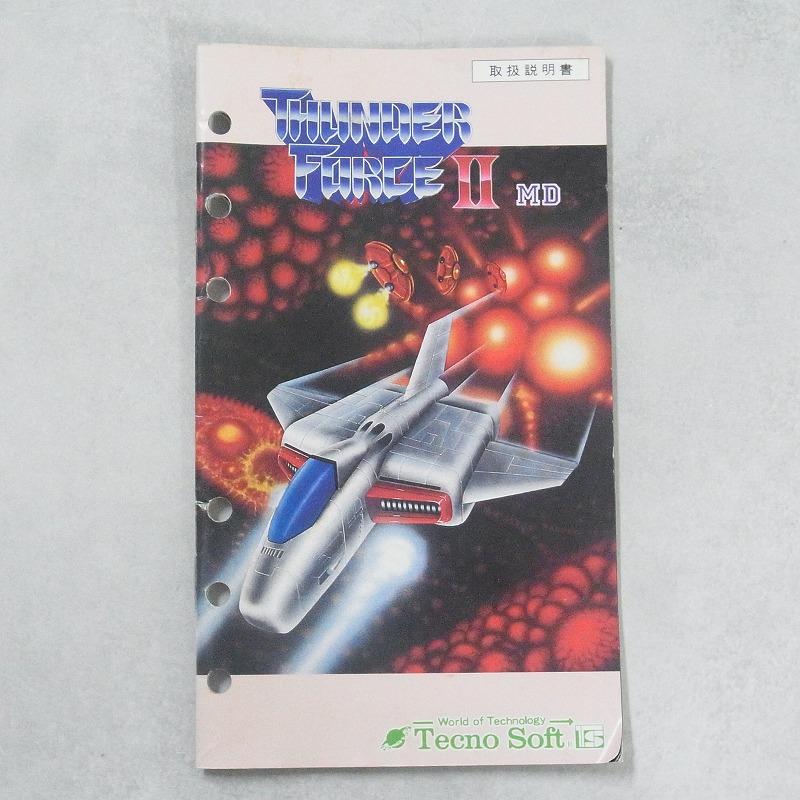 取扱説明書
THUNDER
FORCE II MD
World of Technology
Tecno Soft